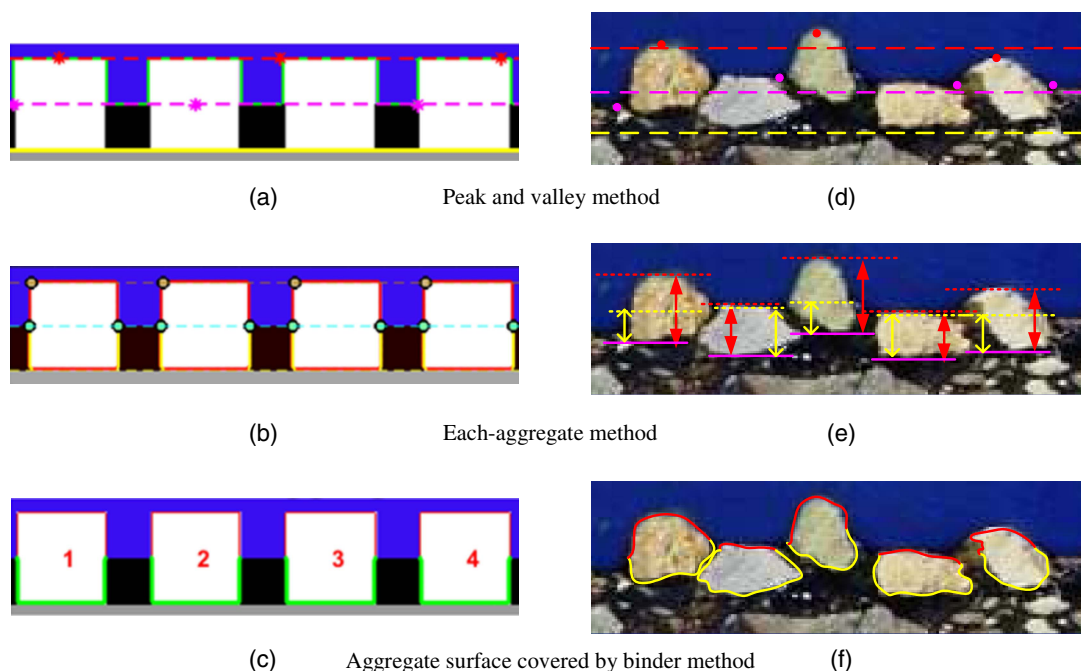 (a) Peak and valley method (d)
(b) Each-aggregate method (e)
1 2 3 4
(c) Aggregate surface covered by binder method (f)